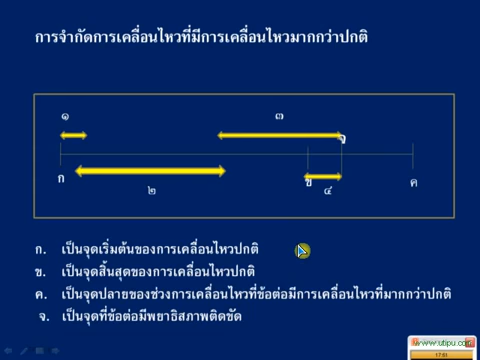 การจำกัดการเคลื่อนไหวที่มีการเคลื่อนไหวมากกว่าปกติ
๑ ๓
จ
ก ๒ ข ๔ ค
ก. เป็นจุดเริ่มต้นของการเคลื่อนไหวปกติ
ข. เป็นจุดสิ้นสุดของการเคลื่อนไหวปกติ
ค. เป็นจุดปลายของช่วงการเคลื่อนไหวที่ข้อต่อมีการเคลื่อนไหวที่มากกว่าปกติ
จ. เป็นจุดที่ข้อต่อมีพยาธิสภาพติดขัด
www.utipu.com
17:51